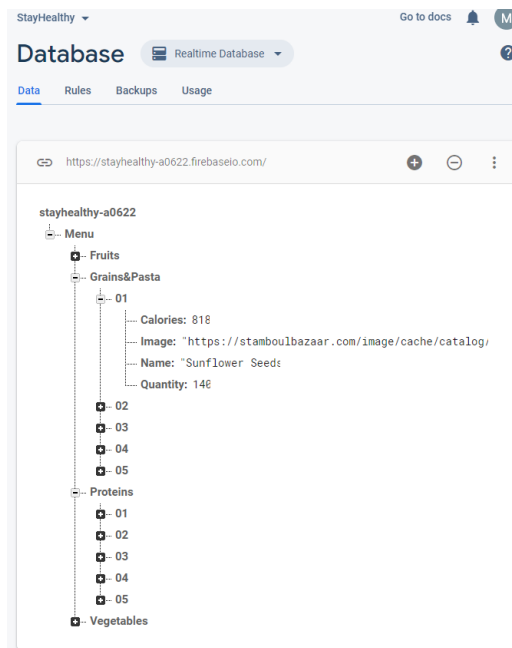 StayHealthy
Go to docs
M
Database
Realtime Database
?
Data Rules Backups Usage
https://stayhealthy-a0622.firebaseio.com/
stayhealthy-a0622
Menu
Fruits
Grains&Pasta
01
Calories: 818
Image: "https://stamboulbazaar.com/image/cache/catalog/
Name: "Sunflower Seeds
Quantity: 140
02
03
04
05
Proteins
01
02
03
04
05
Vegetables